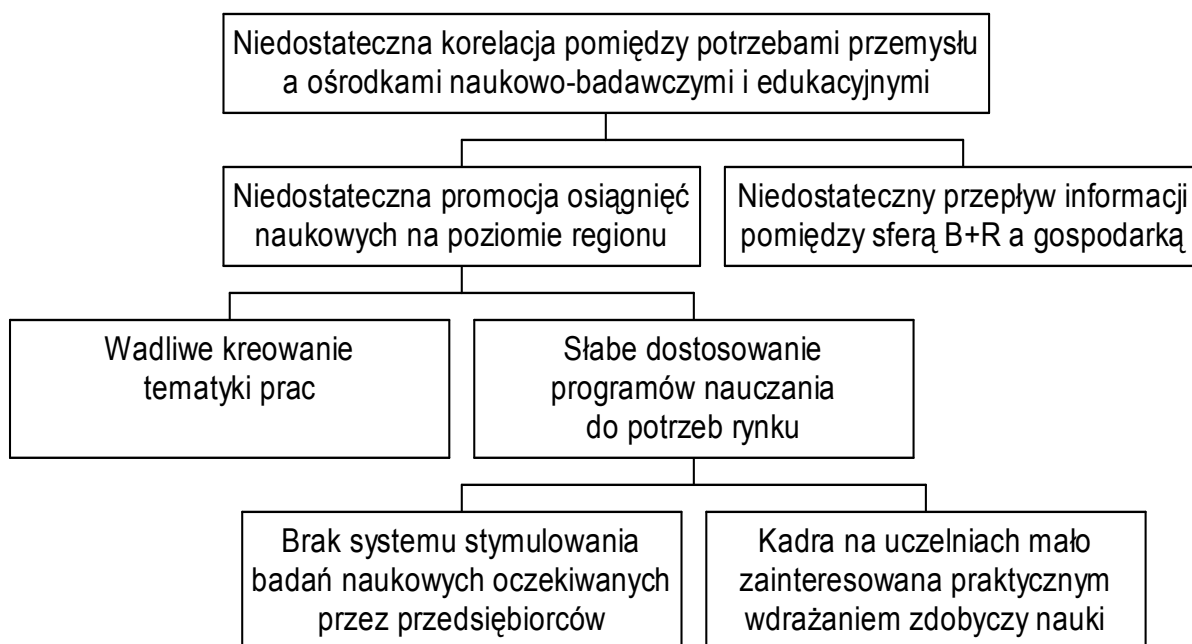 Niedostateczna korelacja pomiędzy potrzebami przemysłu
a ośrodkami naukowo-badawczymi i edukacyjnymi
Niedostateczna promocja osiągnięć
naukowych na poziomie regionu
Niedostateczny przepływ informacji
pomiędzy sferą B+R a gospodarką
Wadliwe kreowanie
tematyki prac
Słabe dostosowanie
programów nauczania
do potrzeb rynku
Brak systemu stymulowania
badań naukowych oczekiwanych
przez przedsiębiorców
Kadra na uczelniach mało
zainteresowana praktycznym
wdrażaniem zdobyczy nauki